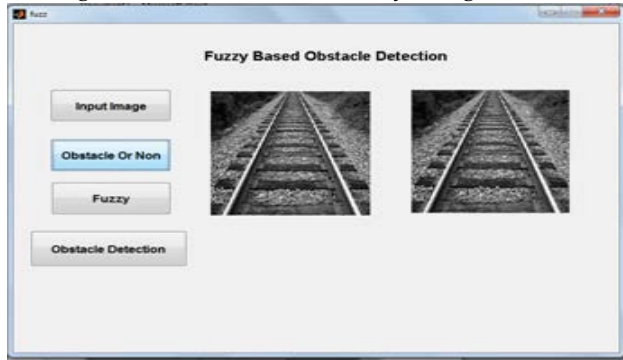 Fuzz
Fuzzy Based Obstacle Detection
Input Image
Obstacle Or Non
Fuzzy
Obstacle Detection